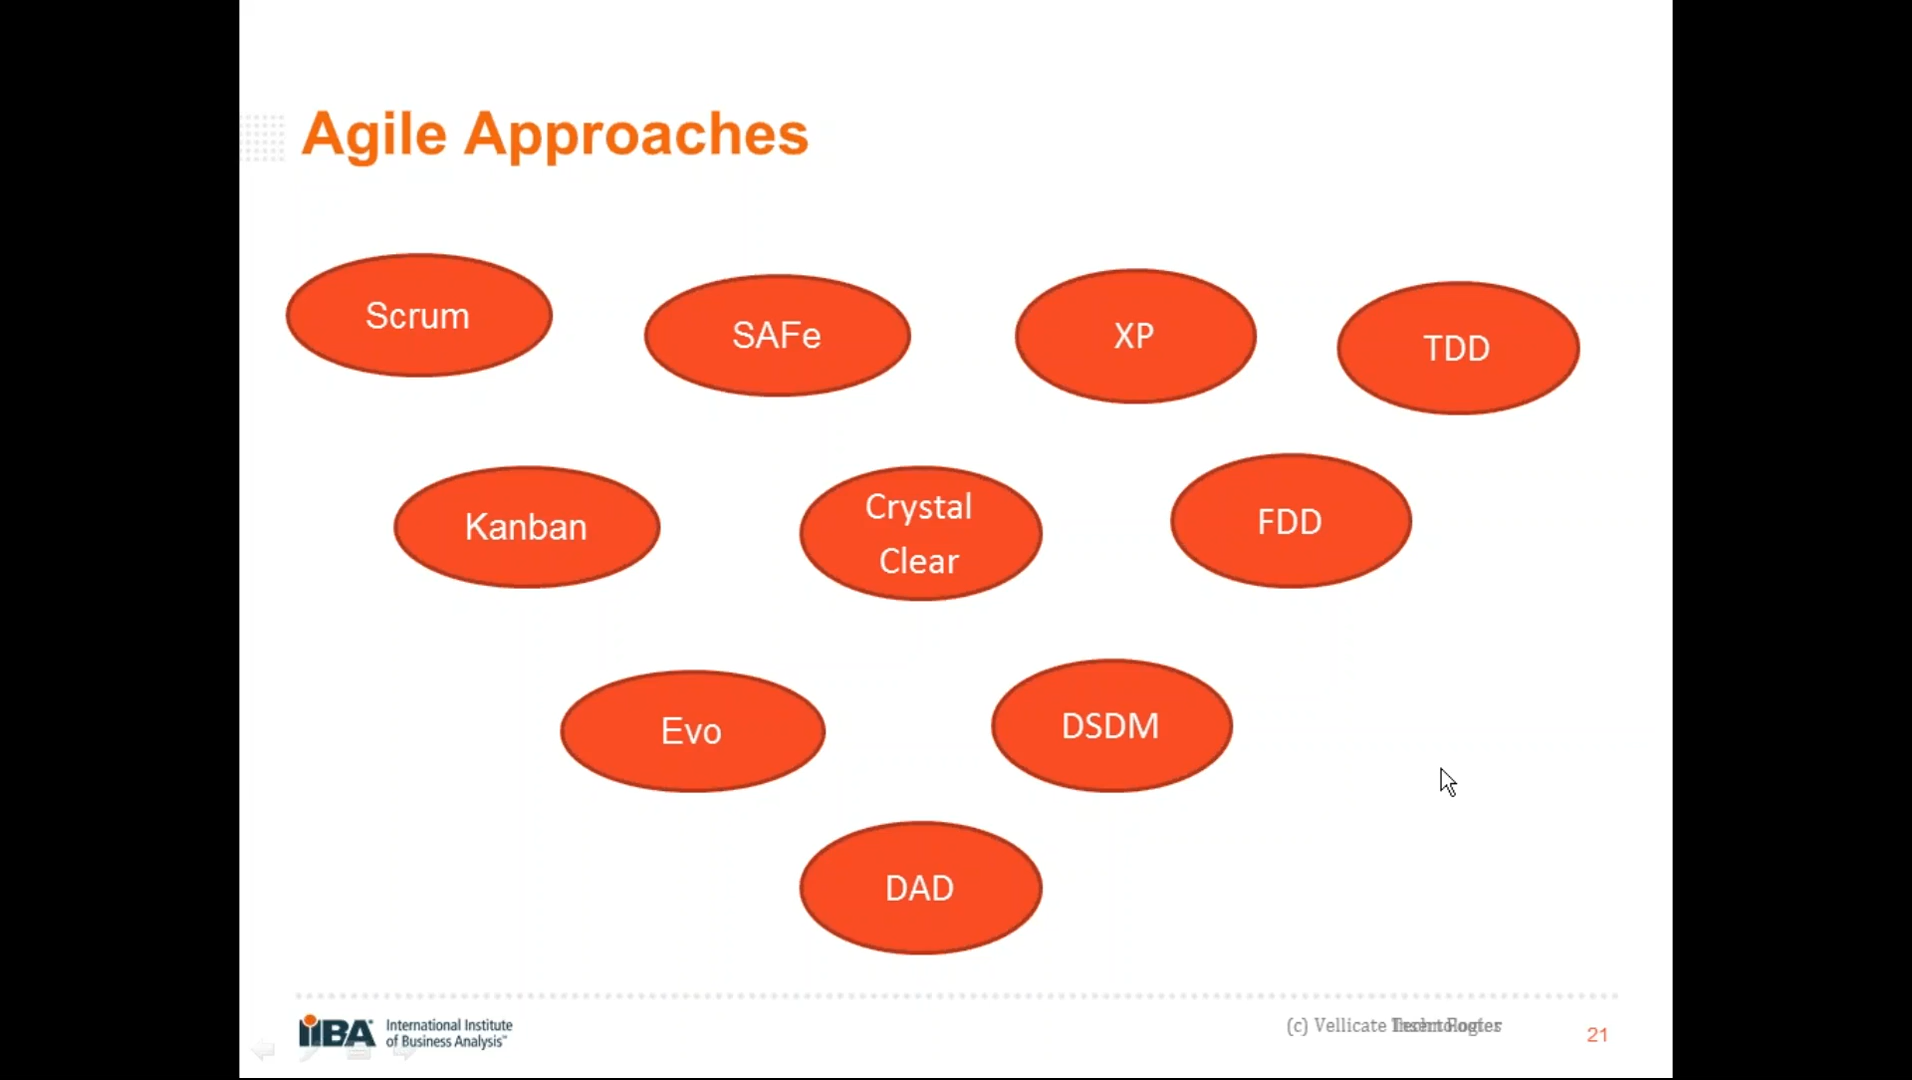 Agile Approaches
Scrum
SAFe
XP
TDD
Kanban
Crystal
Clear
FDD
Evo
DSDM
DAD
IIBA
International Institute
of Business Analysis™
(c) Vellicate
21